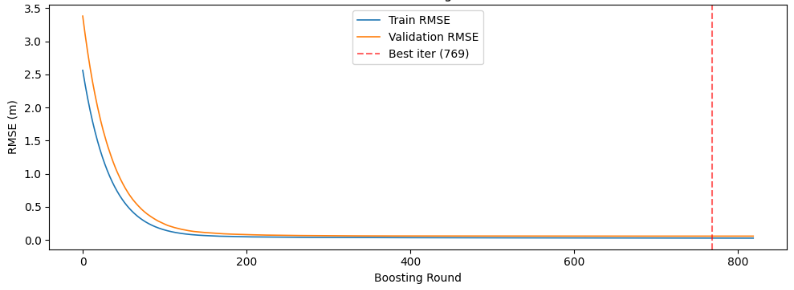 3.5
3.0
2.5
2.0
1.5
1.0
0.5
0.0
RMSE (m)
Train RMSE
Validation RMSE
Best iter (769)
0
200
400
600
800
Boosting Round